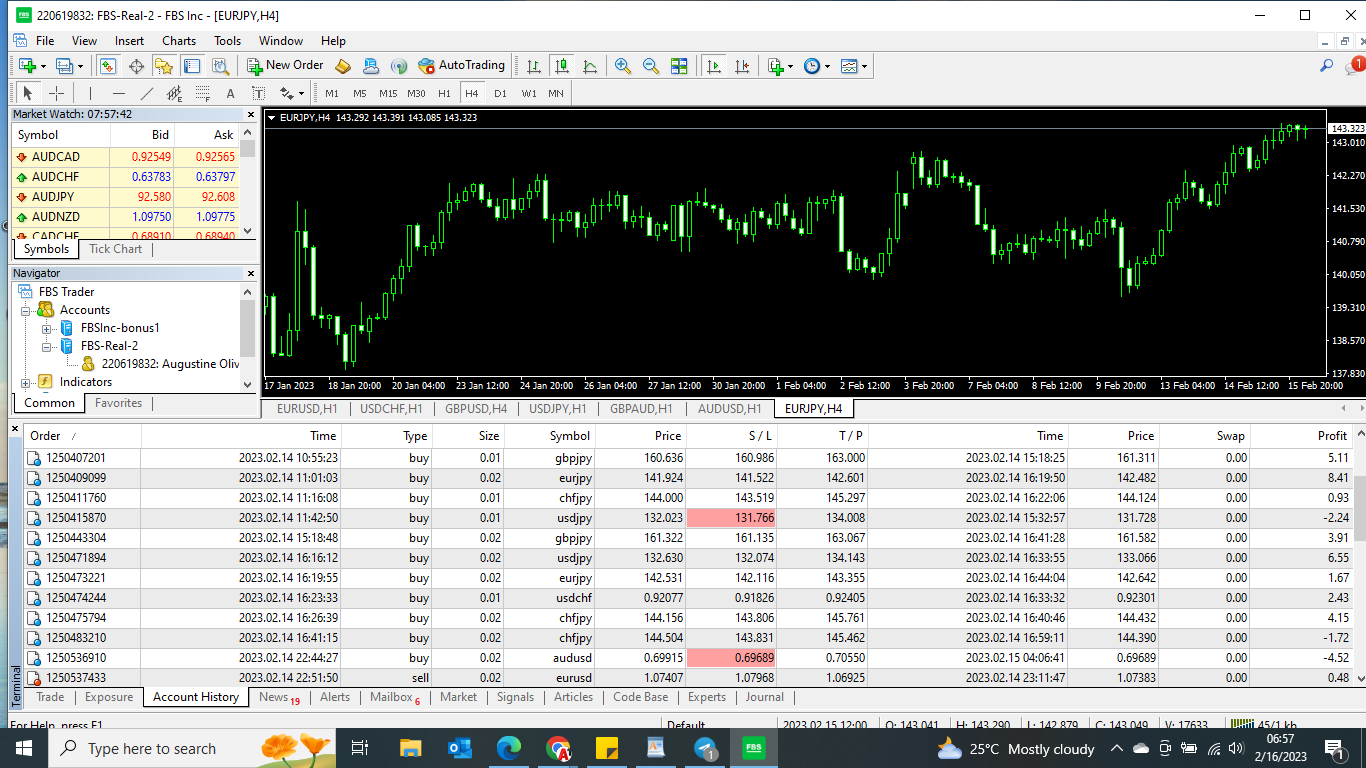 220619832: FBS-Real-2 - FBS Inc - [EURJPY,H4]
File View Insert Charts Tools Window Help
New Order AutoTrading 1
A T M1 M5 M15 M30 H1 H4 D1 W1 MN
Market Watch: 07:57:42
Symbol Bid Ask
AUDCAD 0.92549 0.92565
AUDCHF 0.63783 0.63797
AUDJPY 92.580 92.608
AUDNZD 1.09750 1.09775
CADCHF 0.68910 0.68940
Symbols Tick Chart
Navigator
FBS Trader
Accounts
FBSInc-bonus1
FBS-Real-2
220619832: Augustine Oliv
Indicators
Common Favorites
EURJPY,H4 143.292 143.391 143.085 143.323
143.323
143.010
142.270
141.530
140.790
140.050
139.310
138.570
137.830
17 Jan 2023 18 Jan 20:00 20 Jan 04:00 23 Jan 12:00 24 Jan 20:00 26 Jan 04:00 27 Jan 12:00 30 Jan 20:00 1 Feb 04:00 2 Feb 12:00 3 Feb 20:00 7 Feb 04:00 8 Feb 12:00 9 Feb 20:00 13 Feb 04:00 14 Feb 12:00 15 Feb 20:00
EURUSD,H1 USDCHF,H1 GBPUSD,H4 USDJPY,H1 GBPAUD,H1 AUDUSD,H1 EURJPY,H4
Order / Time Type Size Symbol Price S / L T / P Time Price Swap Profit
1250407201 2023.02.14 10:55:23 buy 0.01 gbpjpy 160.636 160.986 163.000 2023.02.14 15:18:25 161.311 0.00 5.11
1250409099 2023.02.14 11:01:03 buy 0.02 eurjpy 141.924 141.522 142.601 2023.02.14 16:19:50 142.482 0.00 8.41
1250411760 2023.02.14 11:16:08 buy 0.01 chfjpy 144.000 143.519 145.297 2023.02.14 16:22:06 144.124 0.00 0.93
1250415870 2023.02.14 11:42:50 buy 0.01 usdjpy 132.023 131.766 134.008 2023.02.14 15:32:57 131.728 0.00 -2.24
1250443304 2023.02.14 15:18:48 buy 0.02 gbpjpy 161.322 161.135 163.067 2023.02.14 16:41:28 161.582 0.00 3.91
1250471894 2023.02.14 16:16:12 buy 0.02 usdjpy 132.630 132.074 134.143 2023.02.14 16:33:55 133.066 0.00 6.55
1250473221 2023.02.14 16:19:55 buy 0.02 eurjpy 142.531 142.116 143.355 2023.02.14 16:44:04 142.642 0.00 1.67
1250474244 2023.02.14 16:23:33 buy 0.01 usdchf 0.92077 0.91826 0.92405 2023.02.14 16:33:32 0.92301 0.00 2.43
1250475794 2023.02.14 16:26:39 buy 0.02 chfjpy 144.156 143.806 145.761 2023.02.14 16:40:46 144.432 0.00 4.15
1250483210 2023.02.14 16:41:15 buy 0.02 chfjpy 144.504 143.831 145.462 2023.02.14 16:59:11 144.390 0.00 -1.72
1250536910 2023.02.14 22:44:27 buy 0.02 audusd 0.69915 0.69689 0.70550 2023.02.15 04:06:41 0.69689 0.00 -4.52
1250537433 2023.02.14 22:51:50 sell 0.02 eurusd 1.07407 1.07968 1.06925 2023.02.14 23:11:47 1.07383 0.00 0.48
Terminal
Trade Exposure Account History News 19 Alerts Mailbox 6 Market Signals Articles Code Base Experts Journal
For Help, press F1 Default 2023.02.15 12:00 O: 143.041 H: 143.290 L: 142.879 C: 143.049 V: 17633 45/1 kb
Type here to search 1 FBS 25°C Mostly cloudy 06:57
2/16/2023 1